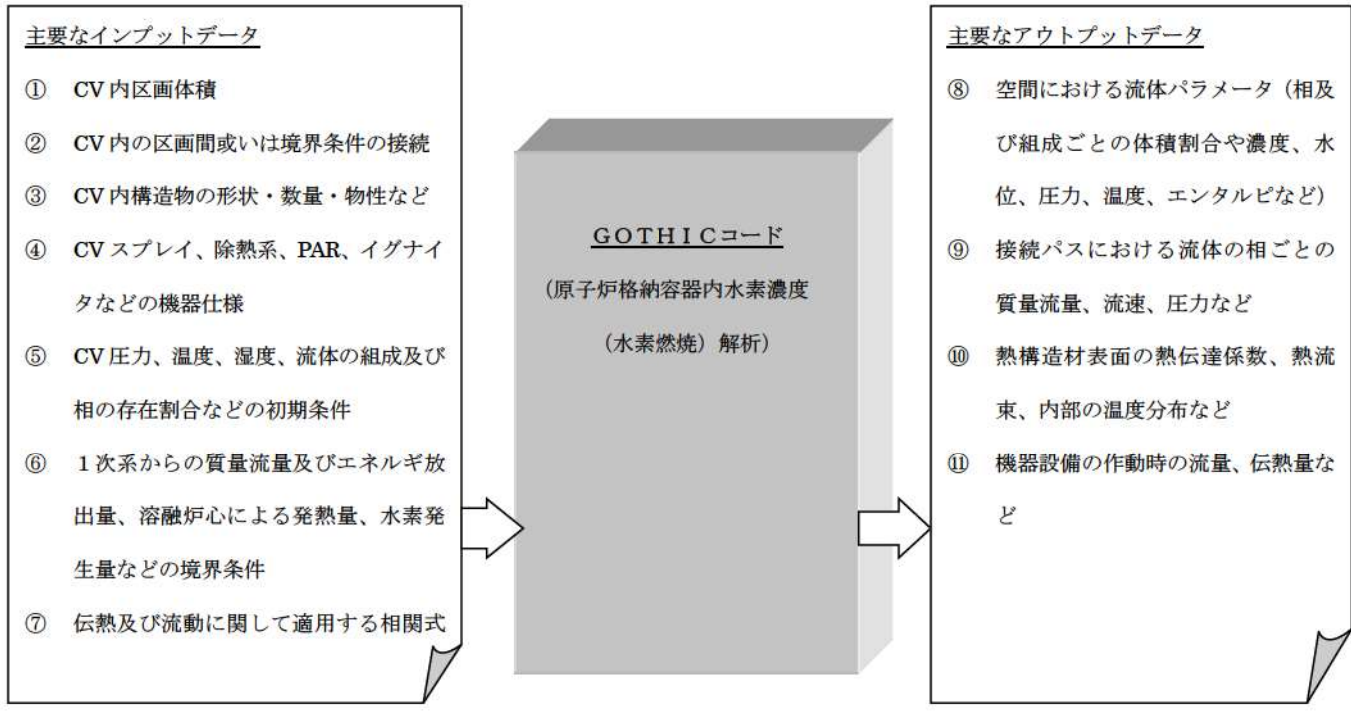 主要なインプットデータ
① CV 内区画体積
② CV 内の区画間或いは境界条件の接続
③ CV 内構造物の形状・数量・物性など
④ CV スプレイ、除熱系、PAR、イグナイ
タなどの機器仕様
⑤ CV 圧力、温度、湿度、流体の組成及び
相の存在割合などの初期条件
⑥ １次系からの質量流量及びエネルギ放
出量、溶融炉心による発熱量、水素発
生量などの境界条件
⑦ 伝熱及び流動に関して適用する相関式
ＧＯＴＨＩＣコード
（原子炉格納容器内水素濃度
（水素燃焼）解析）
主要なアウトプットデータ
⑧ 空間における流体パラメータ（相及
び組成ごとの体積割合や濃度、水
位、圧力、温度、エンタルピなど）
⑨ 接続パスにおける流体の相ごとの
質量流量、流速、圧力など
⑩ 熱構造材表面の熱伝達係数、熱流
束、内部の温度分布など
⑪ 機器設備の作動時の流量、伝熱量な
ど